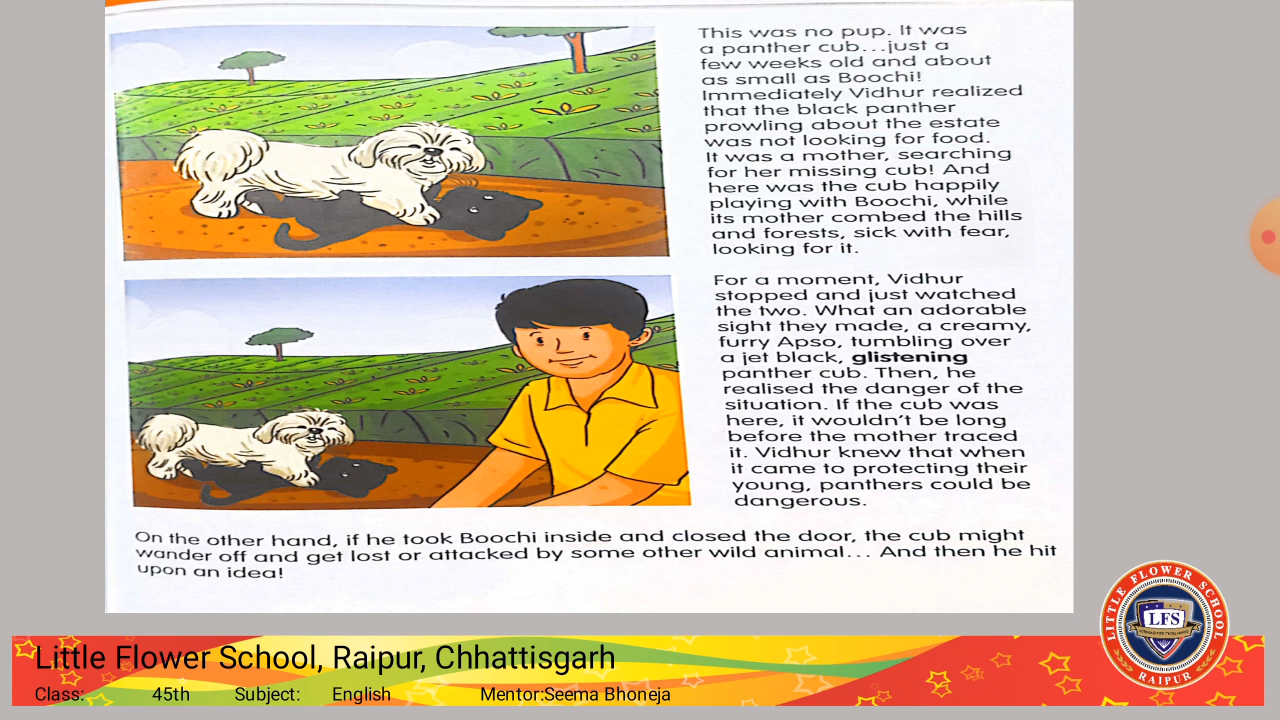 This was no pup. It was
a panther cub...just a
few weeks old and about
as small as Boochi!
Immediately Vidhur realized
that the black panther
prowling about the estate
was not looking for food.
It was a mother, searching
for her missing cub! And
here was the cub happily
playing with Boochi, while
its mother combed the hills
and forests, sick with fear,
looking for it.
For a moment, Vidhur
stopped and just watched
the two. What an adorable
sight they made, a creamy,
furry Apso, tumbling over
a jet black, glistening
panther cub. Then, he
realised the danger of the
situation. If the cub was
here, it wouldn't be long
before the mother traced
it. Vidhur knew that when
it came to protecting their
young, panthers could be
dangerous.
On the other hand, if he took Boochi inside and closed the door, the cub might
wander off and get lost or attacked by some other wild animal... And then he hit
upon an idea!
LITTLE FLOWER SCHOOL
LFS
RAIPUR
Little Flower School, Raipur, Chhattisgarh
Class: 45th Subject: English Mentor:Seema Bhoneja